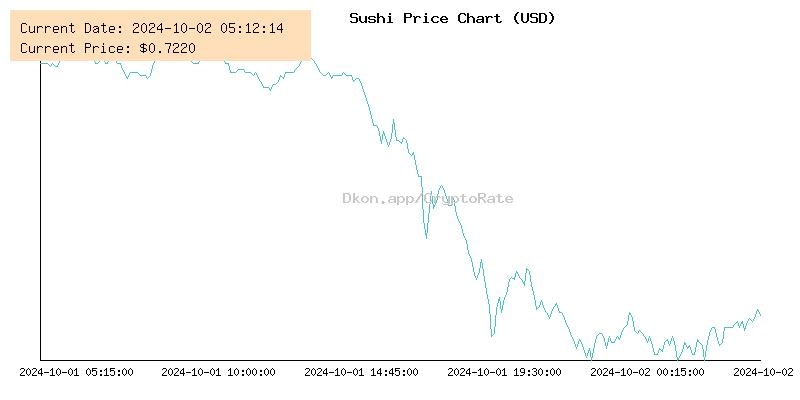 Sushi Price Chart (USD)
Current Date: 2024-10-02 05:12:14
Current Price: $0.7220
Dkon.app/CryptoRate
2024-10-01 05:15:00 2024-10-01 10:00:00 2024-10-01 14:45:00 2024-10-01 19:30:00 2024-10-02 00:15:00 2024-10-02